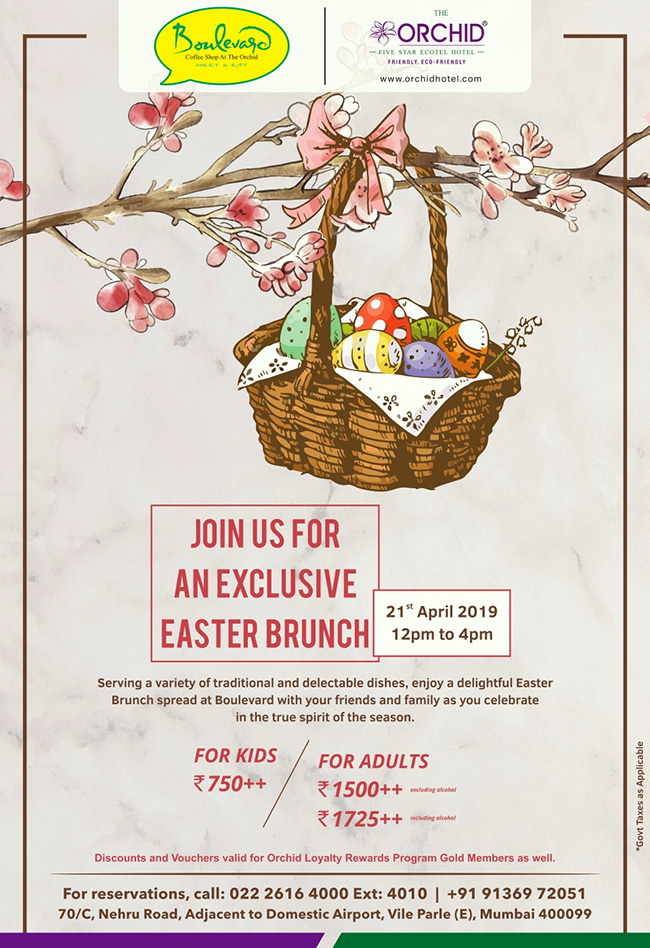 Boulevard
Coffee Shop At The Orchid
MEET & EAT
THE
ORCHID®
FIVE STAR ECOTEL HOTEL
FRIENDLY. ECO-FRIENDLY
www.orchidhotel.com
JOIN US FOR
AN EXCLUSIVE
EASTER BRUNCH
21st April 2019
12pm to 4pm
Serving a variety of traditional and delectable dishes, enjoy a delightful Easter
Brunch spread at Boulevard with your friends and family as you celebrate
in the true spirit of the season.
FOR KIDS
₹750++
FOR ADULTS
₹1500++ excluding alcohol
₹1725++ including alcohol
*Govt Taxes as Applicable
Discounts and Vouchers valid for Orchid Loyalty Rewards Program Gold Members as well.
For reservations, call: 022 2616 4000 Ext: 4010 | +91 91369 72051
70/C, Nehru Road, Adjacent to Domestic Airport, Vile Parle (E), Mumbai 400099